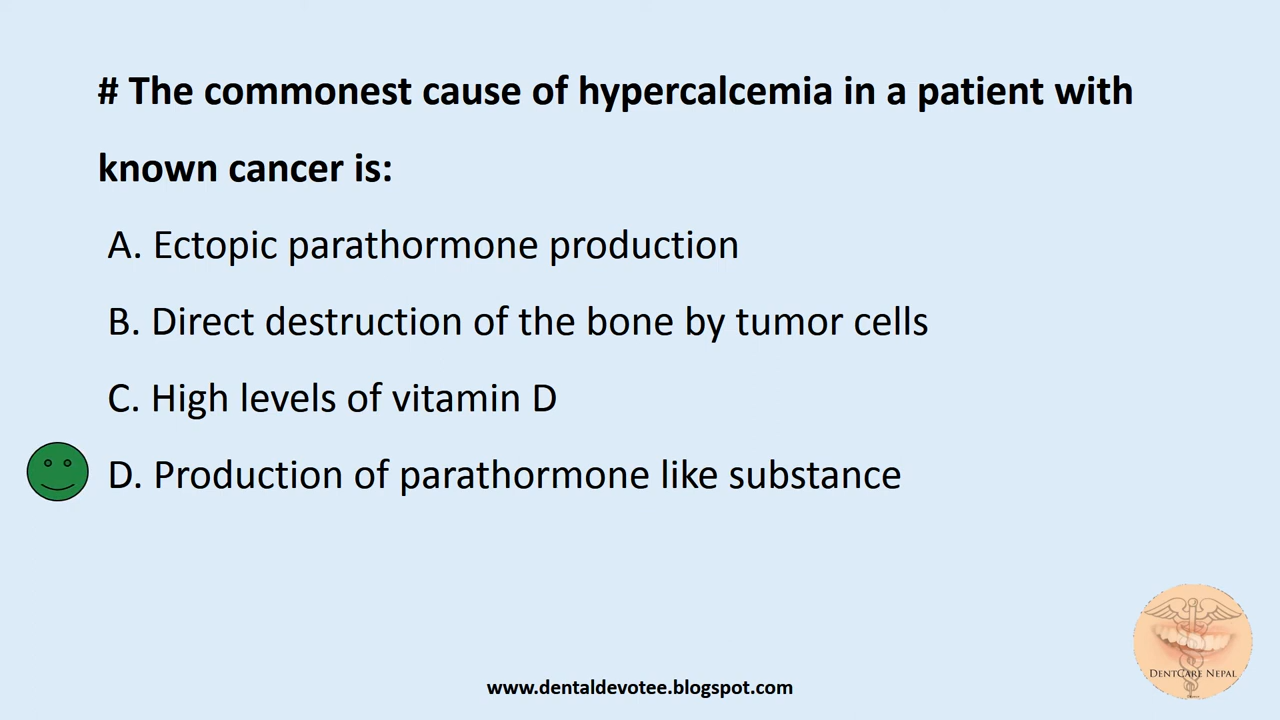 # The commonest cause of hypercalcemia in a patient with
known cancer is:
A. Ectopic parathormone production
B. Direct destruction of the bone by tumor cells
C. High levels of vitamin D
D. Production of parathormone like substance
DENTCARE NEPAL
www.dentaldevotee.blogspot.com